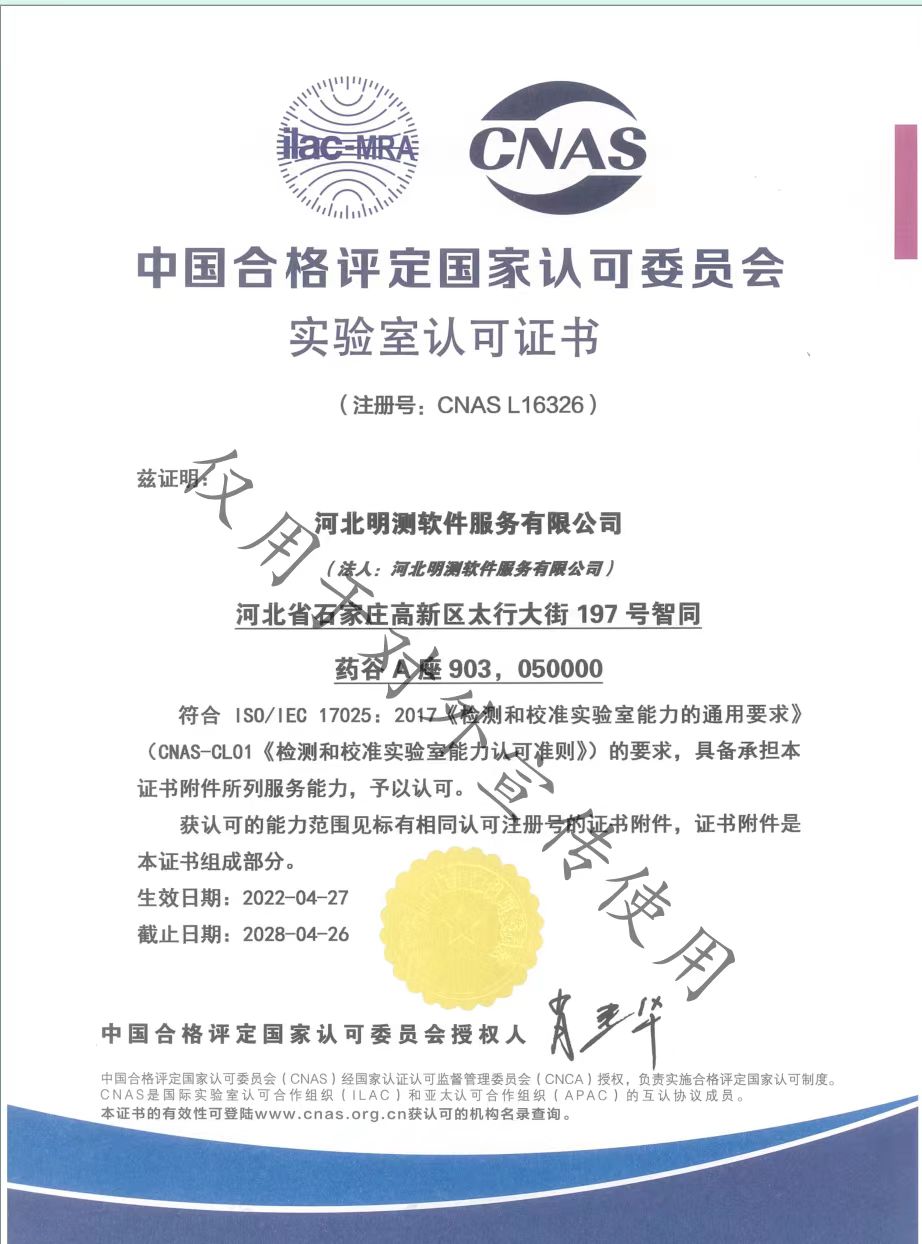 ilac-MRA
CNAS
中国合格评定国家认可委员会
实验室认可证书
（注册号：CNAS L16326）
兹证明：
河北明测软件服务有限公司
（法人：河北明测软件服务有限公司）
河北省石家庄高新区太行大街 197 号智同
药谷 A 座 903，050000
符合 ISO/IEC 17025：2017《检测和校准实验室能力的通用要求》
（CNAS-CL01《检测和校准实验室能力认可准则》）的要求，具备承担本
证书附件所列服务能力，予以认可。
获认可的能力范围见标有相同认可注册号的证书附件，证书附件是
本证书组成部分。
生效日期：2022-04-27
截止日期：2028-04-26
仅用于对外宣传使用
中国合格评定国家认可委员会授权人
中国合格评定国家认可委员会（CNAS）经国家认证认可监督管理委员会（CNCA）授权，负责实施合格评定国家认可制度。
CNAS是国际实验室认可合作组织（ILAC）和亚太认可合作组织（APAC）的互认协议成员。
本证书的有效性可登陆www.cnas.org.cn获认可的机构名录查询。